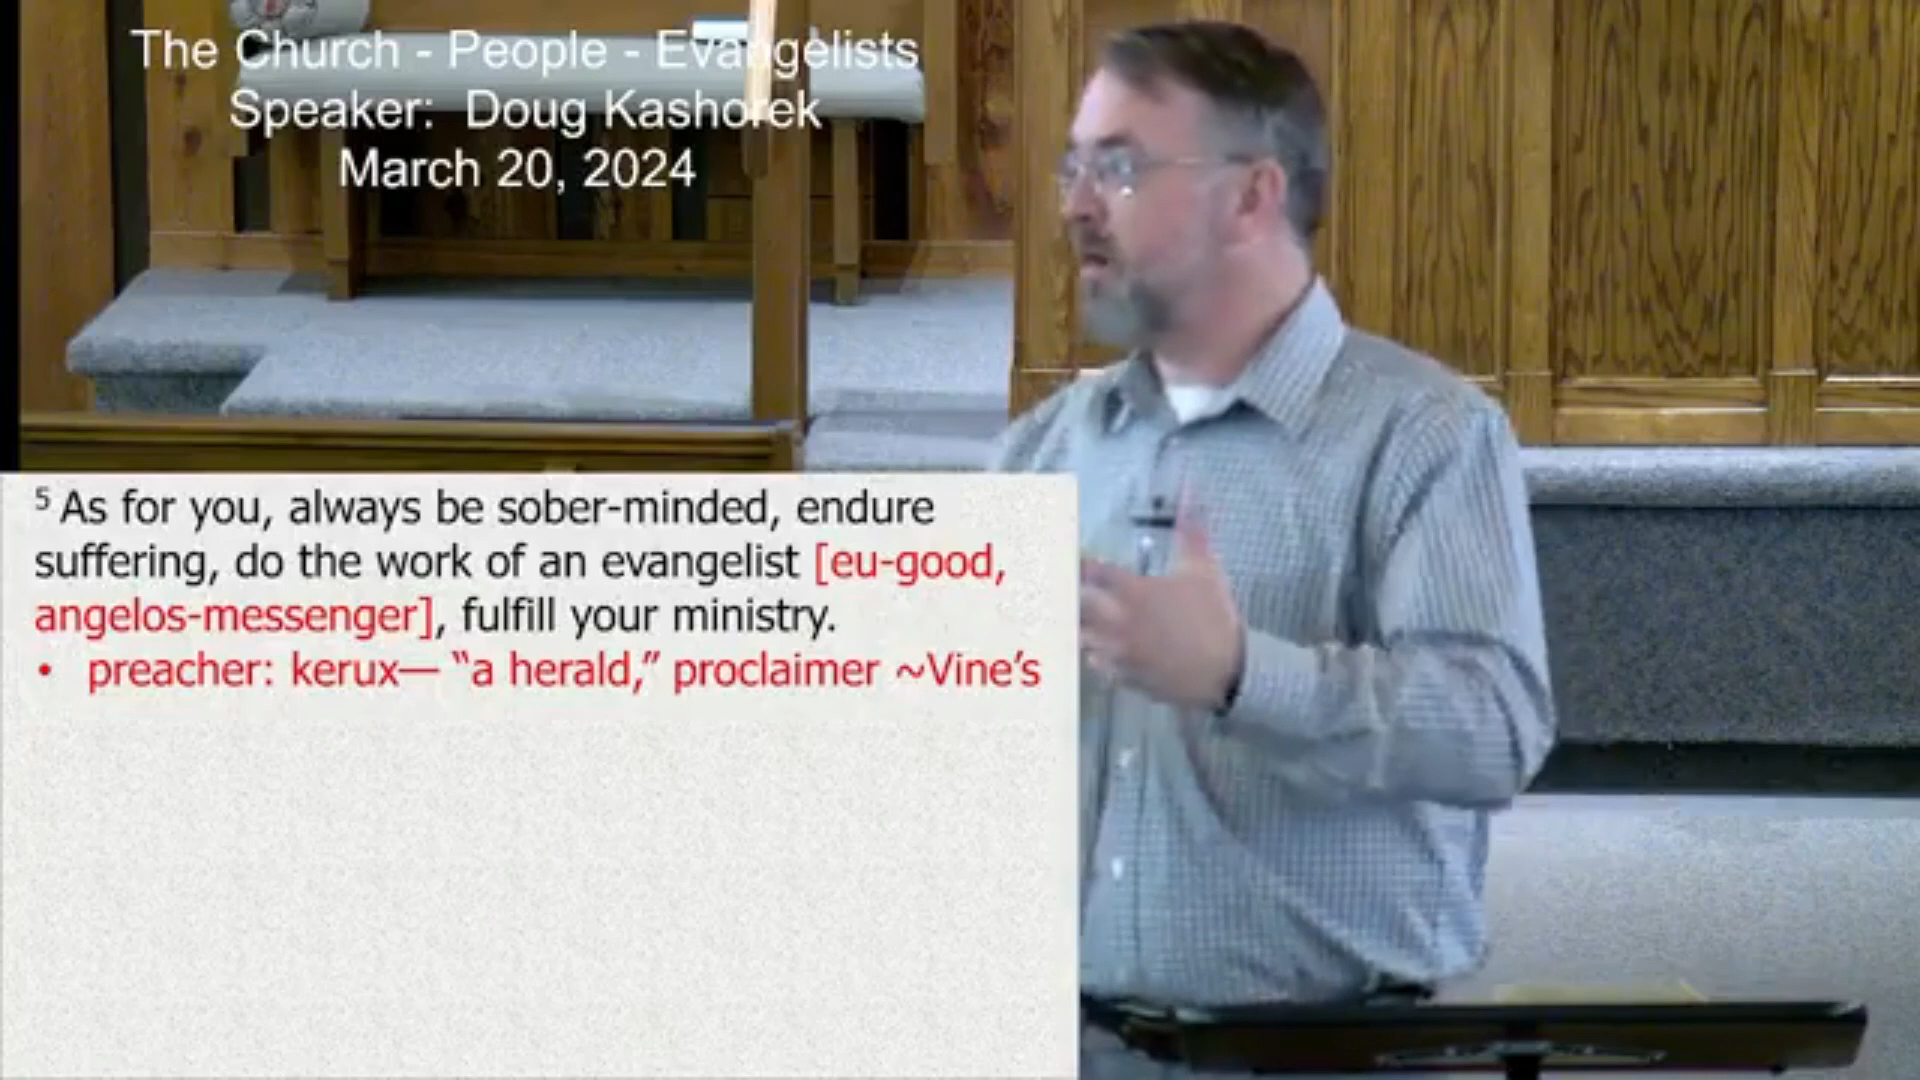 The Church - People - Evangelists
Speaker: Doug Kashorek
March 20, 2024
5 As for you, always be sober-minded, endure
suffering, do the work of an evangelist [eu-good,
angelos-messenger], fulfill your ministry.
• preacher: kerux— “a herald,” proclaimer ~Vine’s